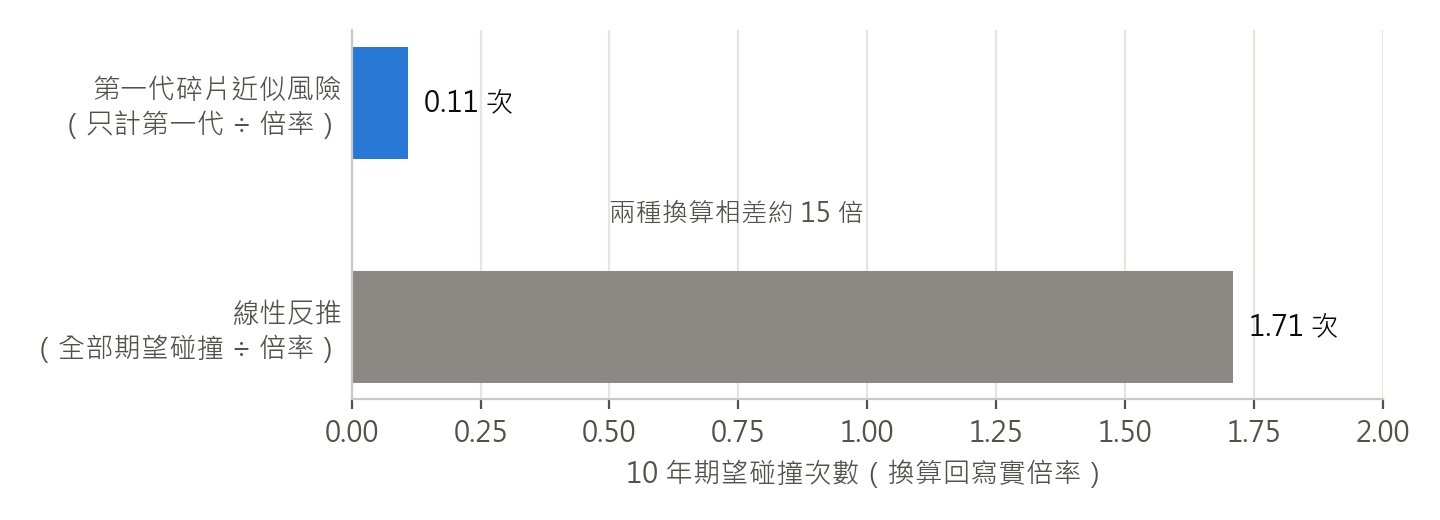 第一代碎片近似風險
（只計第一代 ÷ 倍率）
0.11 次
兩種換算相差約 15 倍
線性反推
（全部期望碰撞 ÷ 倍率）
1.71 次
0.00 0.25 0.50 0.75 1.00 1.25 1.50 1.75 2.00
10 年期望碰撞次數（換算回寫實倍率）